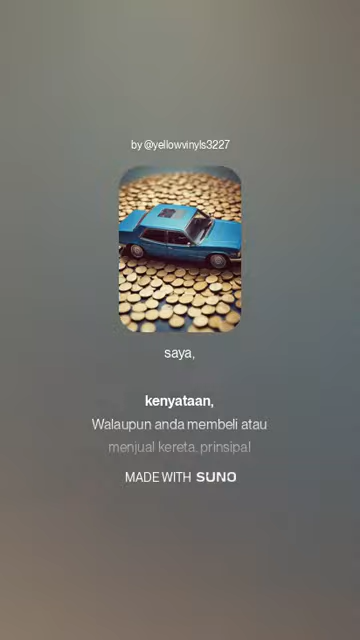 by @yellowvinyls3227
saya,
kenyataan,
Walaupun anda membeli atau
menjual kereta, prinsipal
MADE WITH SUNO